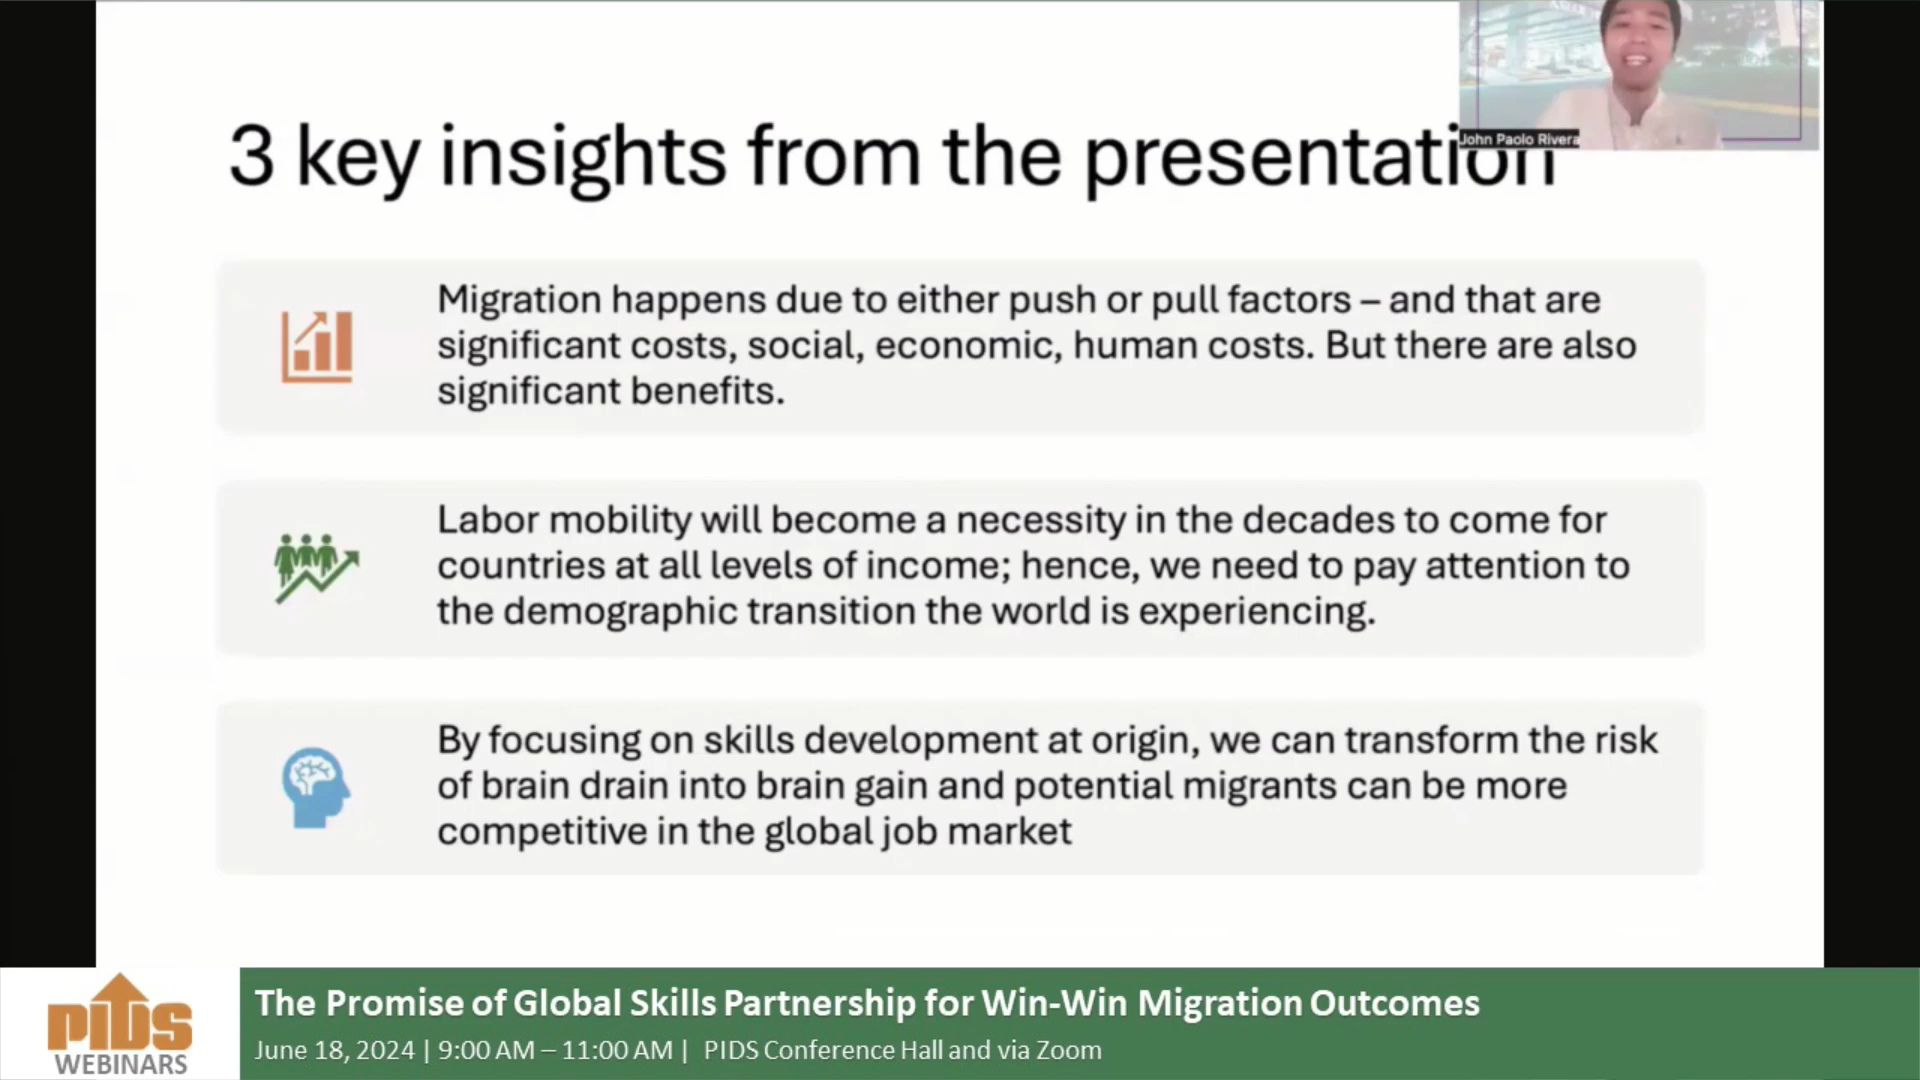 John Paolo Rivera
3 key insights from the presentation
Migration happens due to either push or pull factors – and that are
significant costs, social, economic, human costs. But there are also
significant benefits.
Labor mobility will become a necessity in the decades to come for
countries at all levels of income; hence, we need to pay attention to
the demographic transition the world is experiencing.
By focusing on skills development at origin, we can transform the risk
of brain drain into brain gain and potential migrants can be more
competitive in the global job market
PIDS
WEBINARS
The Promise of Global Skills Partnership for Win-Win Migration Outcomes
June 18, 2024 | 9:00 AM – 11:00 AM | PIDS Conference Hall and via Zoom